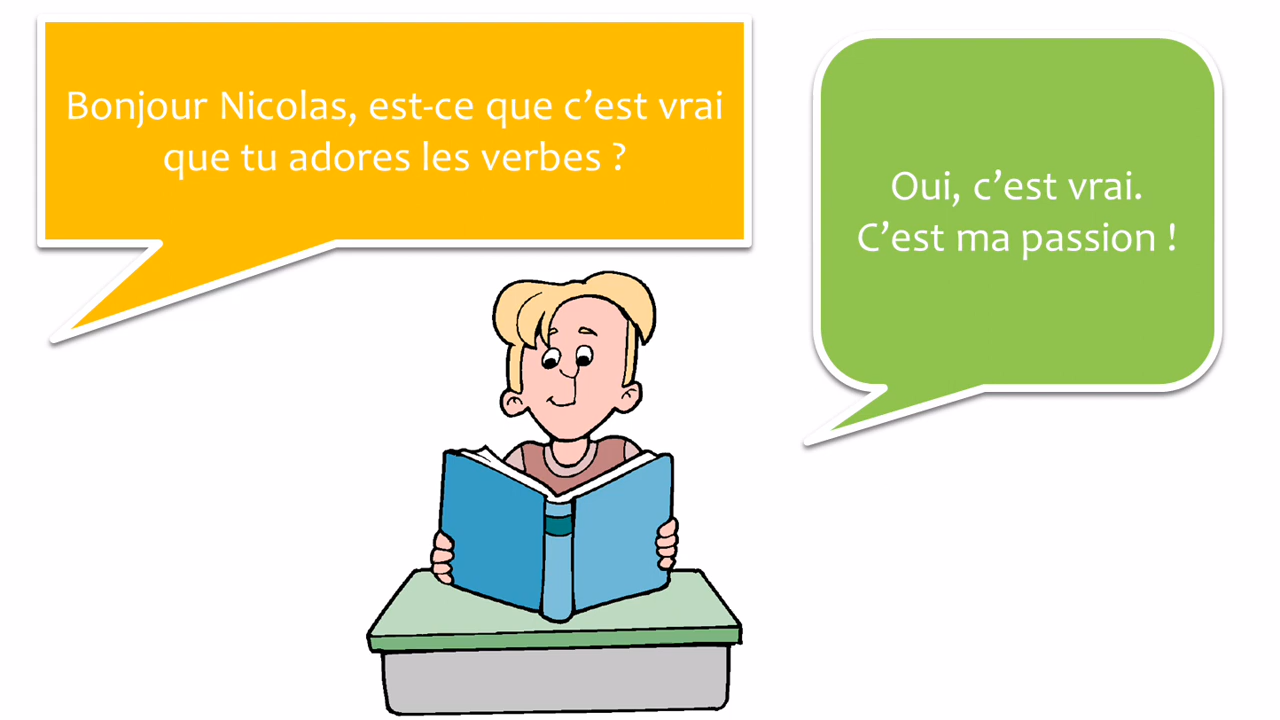 Bonjour Nicolas, est-ce que c’est vrai
que tu adores les verbes ?
Oui, c’est vrai.
C’est ma passion !